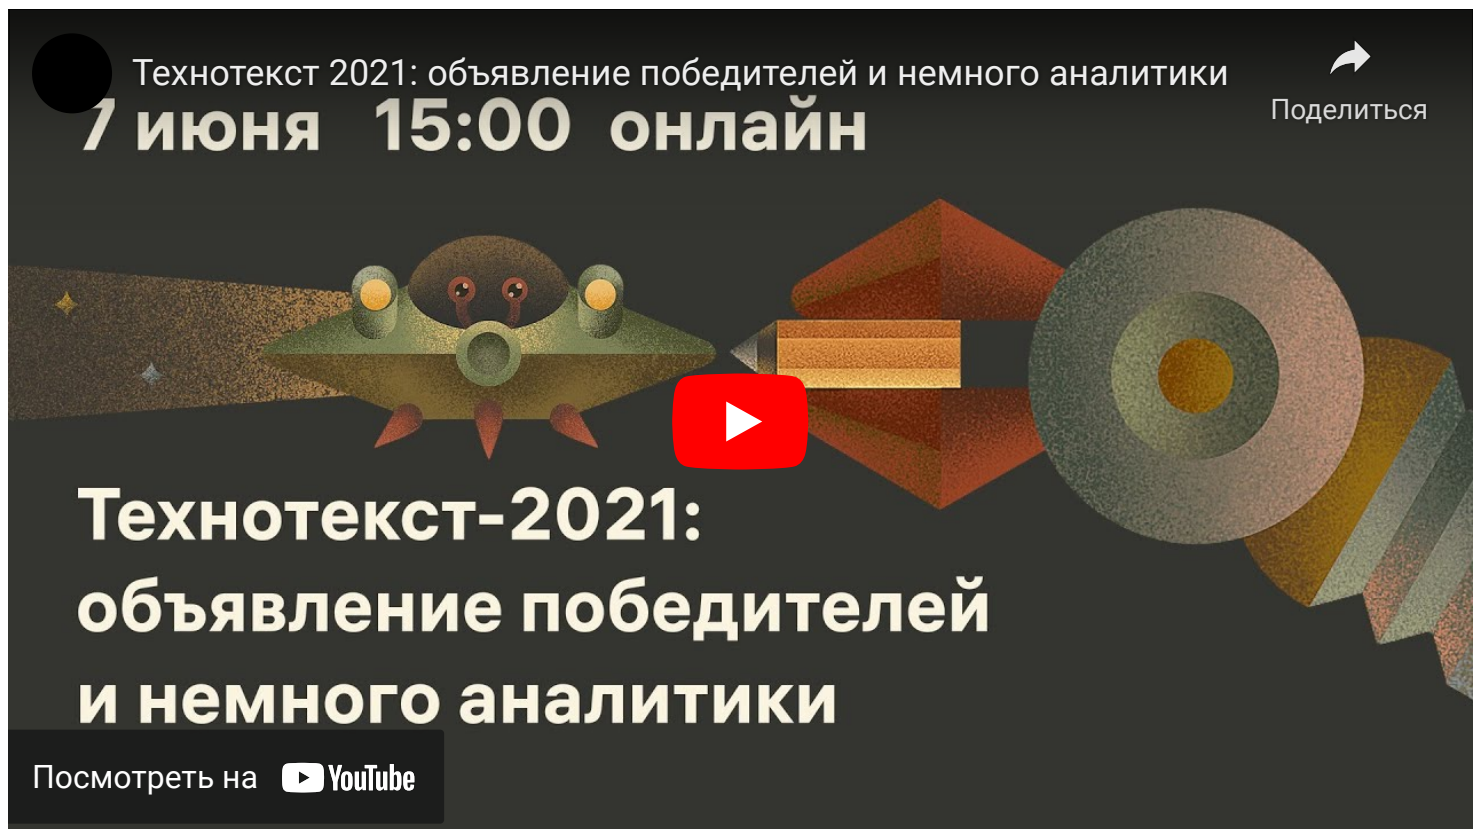 Технотекст 2021: объявление победителей и немного аналитики
Поделиться
7 июня 15:00 онлайн
Технотекст-2021:
объявление победителей
и немного аналитики
Посмотреть на YouTube